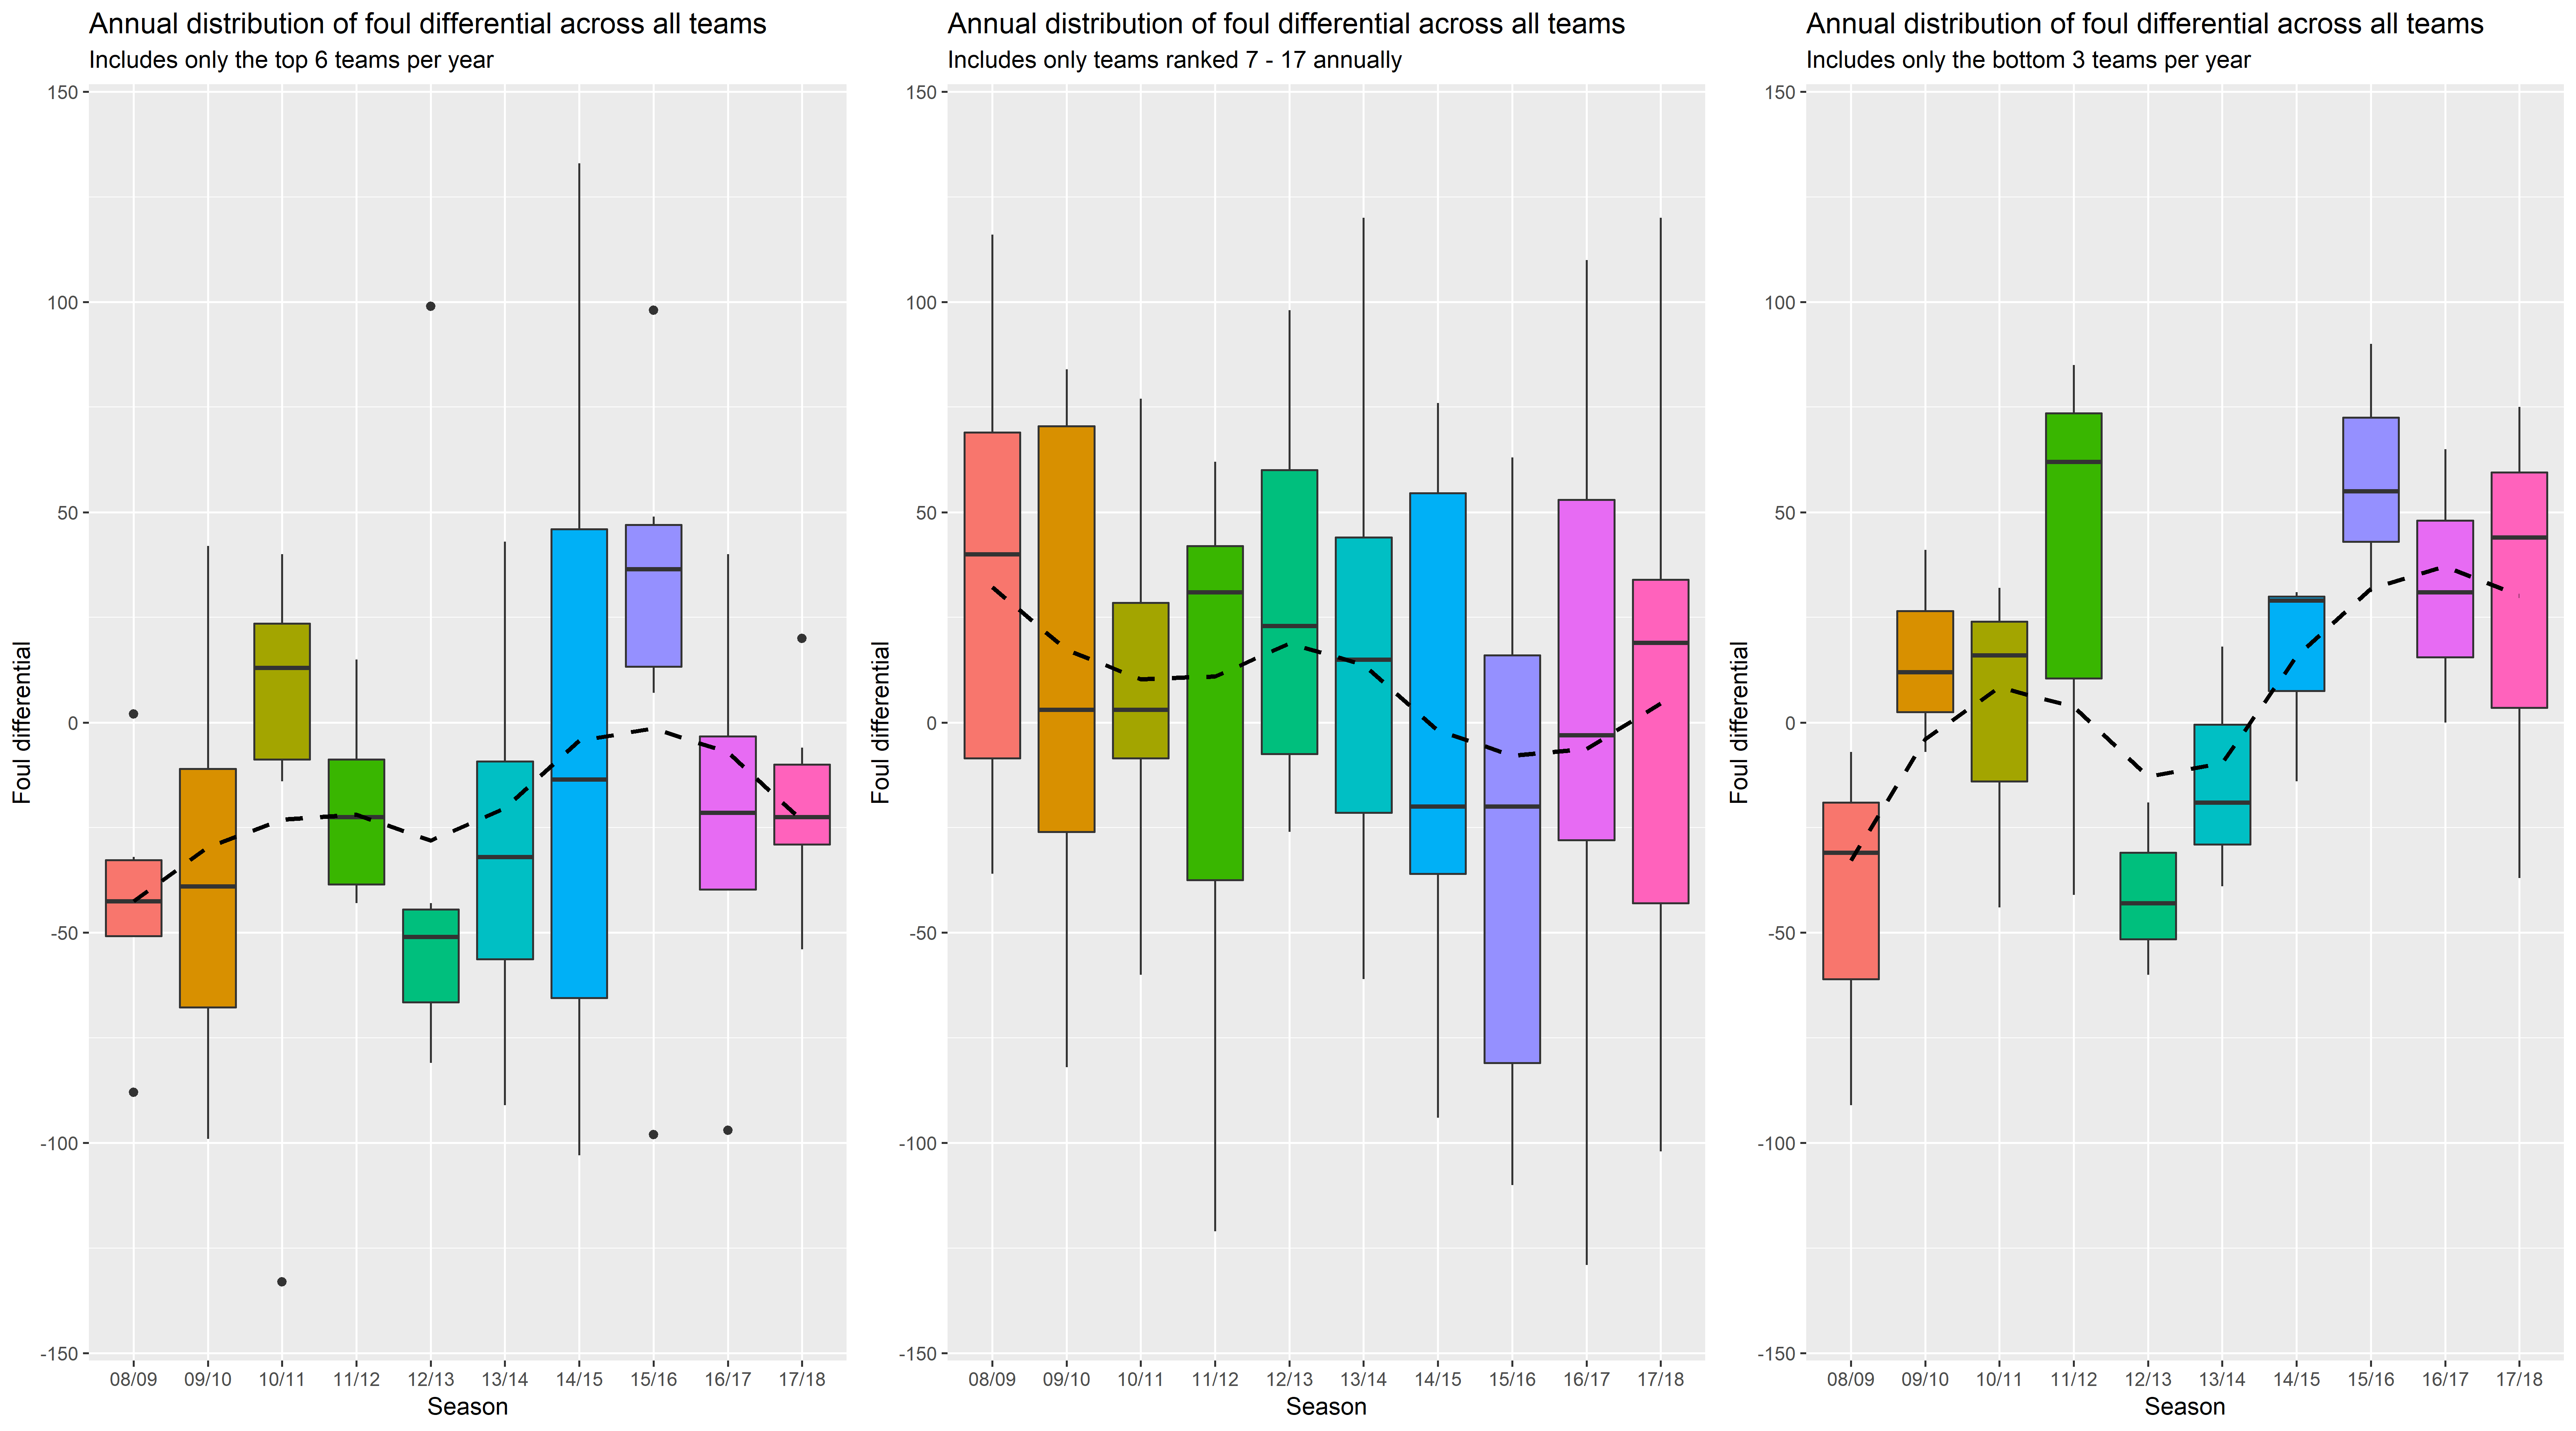 Annual distribution of foul differential across all teams
Includes only the top 6 teams per year
Foul differential
150
100
50
0
-50
-100
-150
08/09 09/10 10/11 11/12 12/13 13/14 14/15 15/16 16/17 17/18
Season
Annual distribution of foul differential across all teams
Includes only teams ranked 7 - 17 annually
Foul differential
150
100
50
0
-50
-100
-150
08/09 09/10 10/11 11/12 12/13 13/14 14/15 15/16 16/17 17/18
Season
Annual distribution of foul differential across all teams
Includes only the bottom 3 teams per year
Foul differential
150
100
50
0
-50
-100
-150
08/09 09/10 10/11 11/12 12/13 13/14 14/15 15/16 16/17 17/18
Season